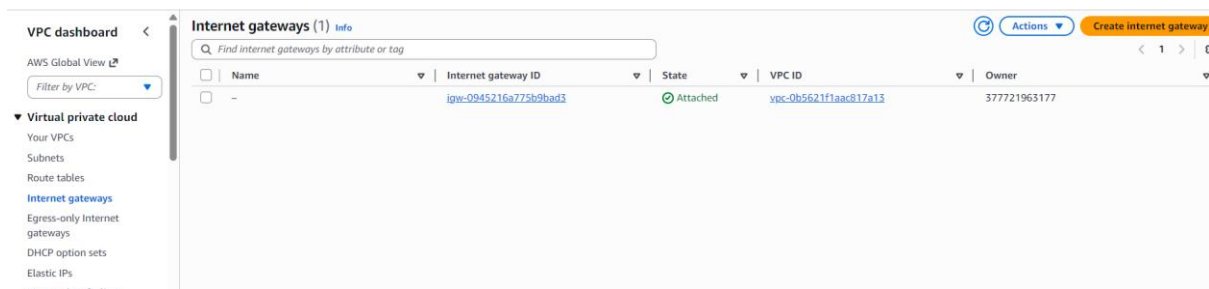 VPC dashboard
AWS Global View
Filter by VPC:
Virtual private cloud
Your VPCs
Subnets
Route tables
Internet gateways
Egress-only Internet
gateways
DHCP option sets
Elastic IPs
Internet gateways (1) Info
Actions
Create internet gateway
Find internet gateways by attribute or tag
1
Name Internet gateway ID State VPC ID Owner
– igw-0945216a775b9bad3 Attached vpc-0b5621f1aac817a13 377721963177